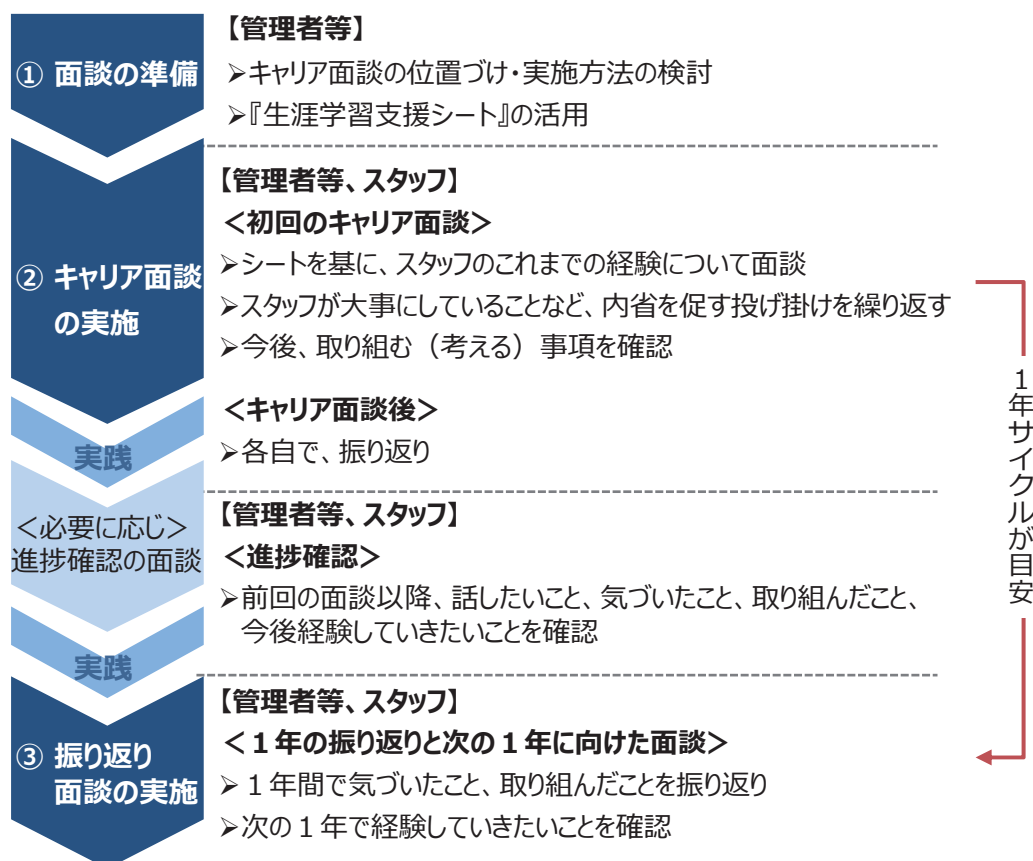 ① 面談の準備
【管理者等】
➢キャリア面談の位置づけ・実施方法の検討
➢『生涯学習支援シート』の活用
② キャリア面談
の実施
【管理者等、スタッフ】
<初回のキャリア面談>
➢シートを基に、スタッフのこれまでの経験について面談
➢スタッフが大事にしていることなど、内省を促す投げ掛けを繰り返す
➢今後、取り組む（考える）事項を確認
<キャリア面談後>
➢各自で、振り返り
実践
<必要に応じ>
進捗確認の面談
【管理者等、スタッフ】
<進捗確認>
➢前回の面談以降、話したいこと、気づいたこと、取り組んだこと、
今後経験していきたいことを確認
実践
③ 振り返り
面談の実施
【管理者等、スタッフ】
<１年の振り返りと次の１年に向けた面談>
➢１年間で気づいたこと、取り組んだことを振り返り
➢次の１年で経験していきたいことを確認
１年サイクルが目安